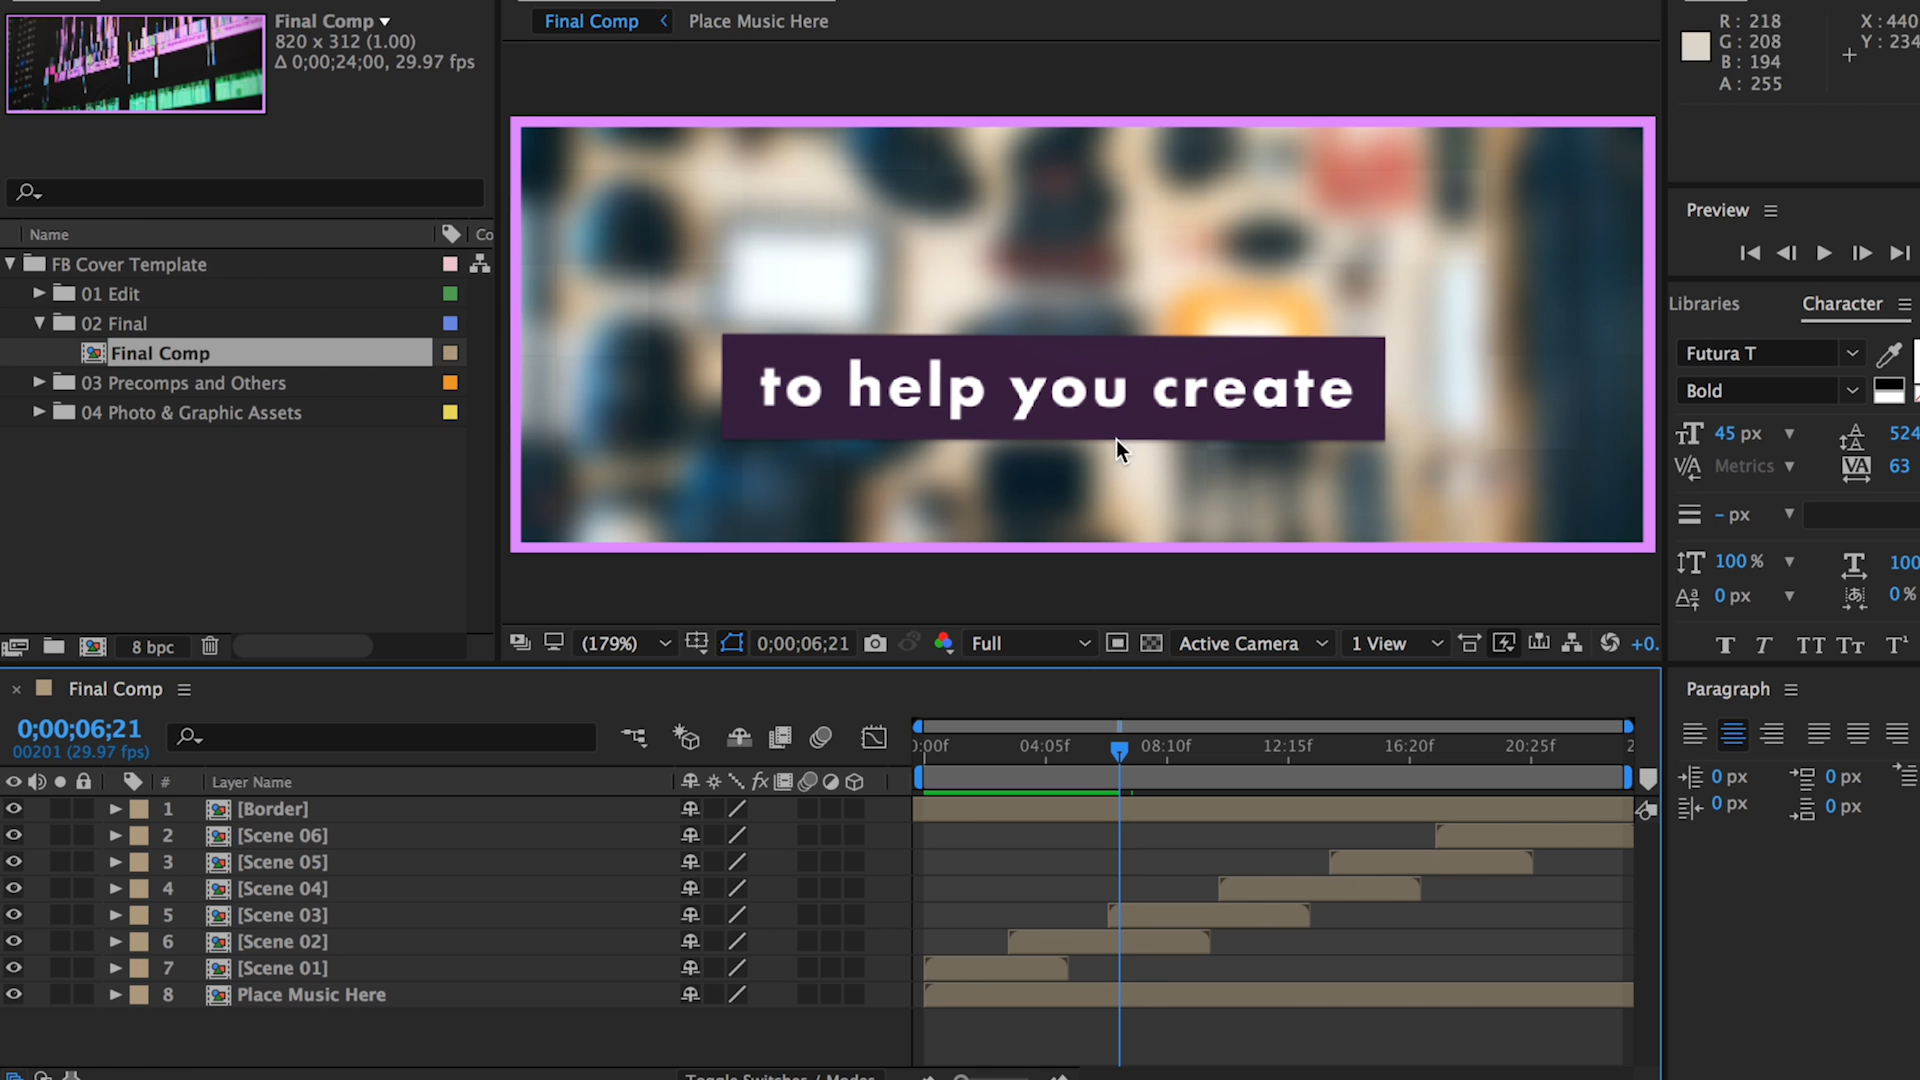 Final Comp
820 x 312 (1.00)
Δ 0;00;24;00, 29.97 fps
Name
FB Cover Template
01 Edit
02 Final
Final Comp
03 Precomps and Others
04 Photo & Graphic Assets
8 bpc
Final Comp
Place Music Here
to help you create
(179%)
0;00;06;21
Full
Active Camera
1 View
+0.
R: 218
G: 208
B: 194
A: 255
X: 440
Y: 234
Preview
Libraries
Character
Futura T
Bold
45 px
524
Metrics
63
- px
100 %
100
0 px
0 %
Paragraph
0 px
0 px
0 px
0 px
Final Comp
0;00;06;21
00201 (29.97 fps)
):00f
04:05f
08:10f
12:15f
16:20f
20:25f
2
#
Layer Name
fx
1
[Border]
2
[Scene 06]
3
[Scene 05]
4
[Scene 04]
5
[Scene 03]
6
[Scene 02]
7
[Scene 01]
8
Place Music Here
Toggle Switches / Modes